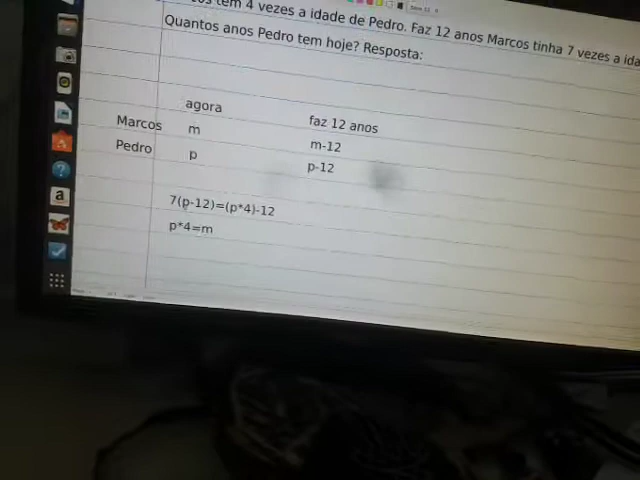 tem 4 vezes a idade de Pedro. Faz 12 anos Marcos tinha 7 vezes a
Quantos anos Pedro tem hoje? Resposta:
agora faz 12 anos
Marcos m m-12
Pedro p p-12
7(p-12)=(p*4)-12
p*4=m